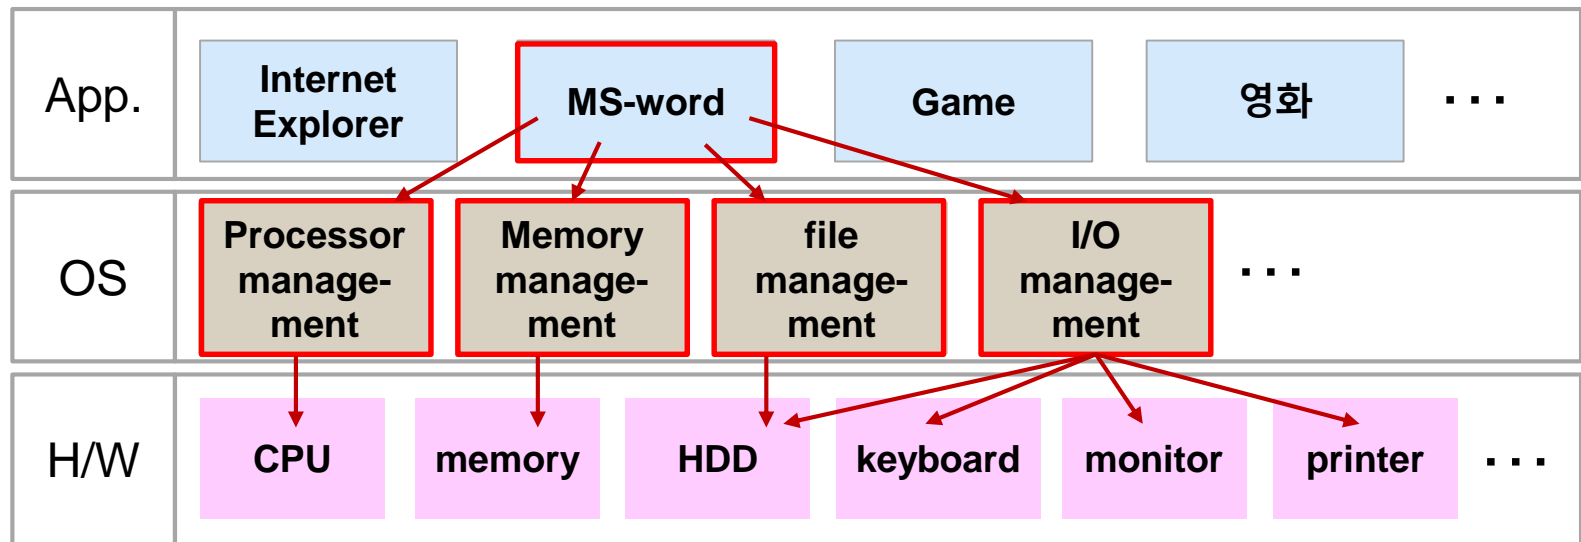 App.
Internet
Explorer
MS-word
Game
영화
...
OS
Processor
manage-
ment
Memory
manage-
ment
file
manage-
ment
I/O
manage-
ment
...
H/W
CPU
memory
HDD
keyboard
monitor
printer
...